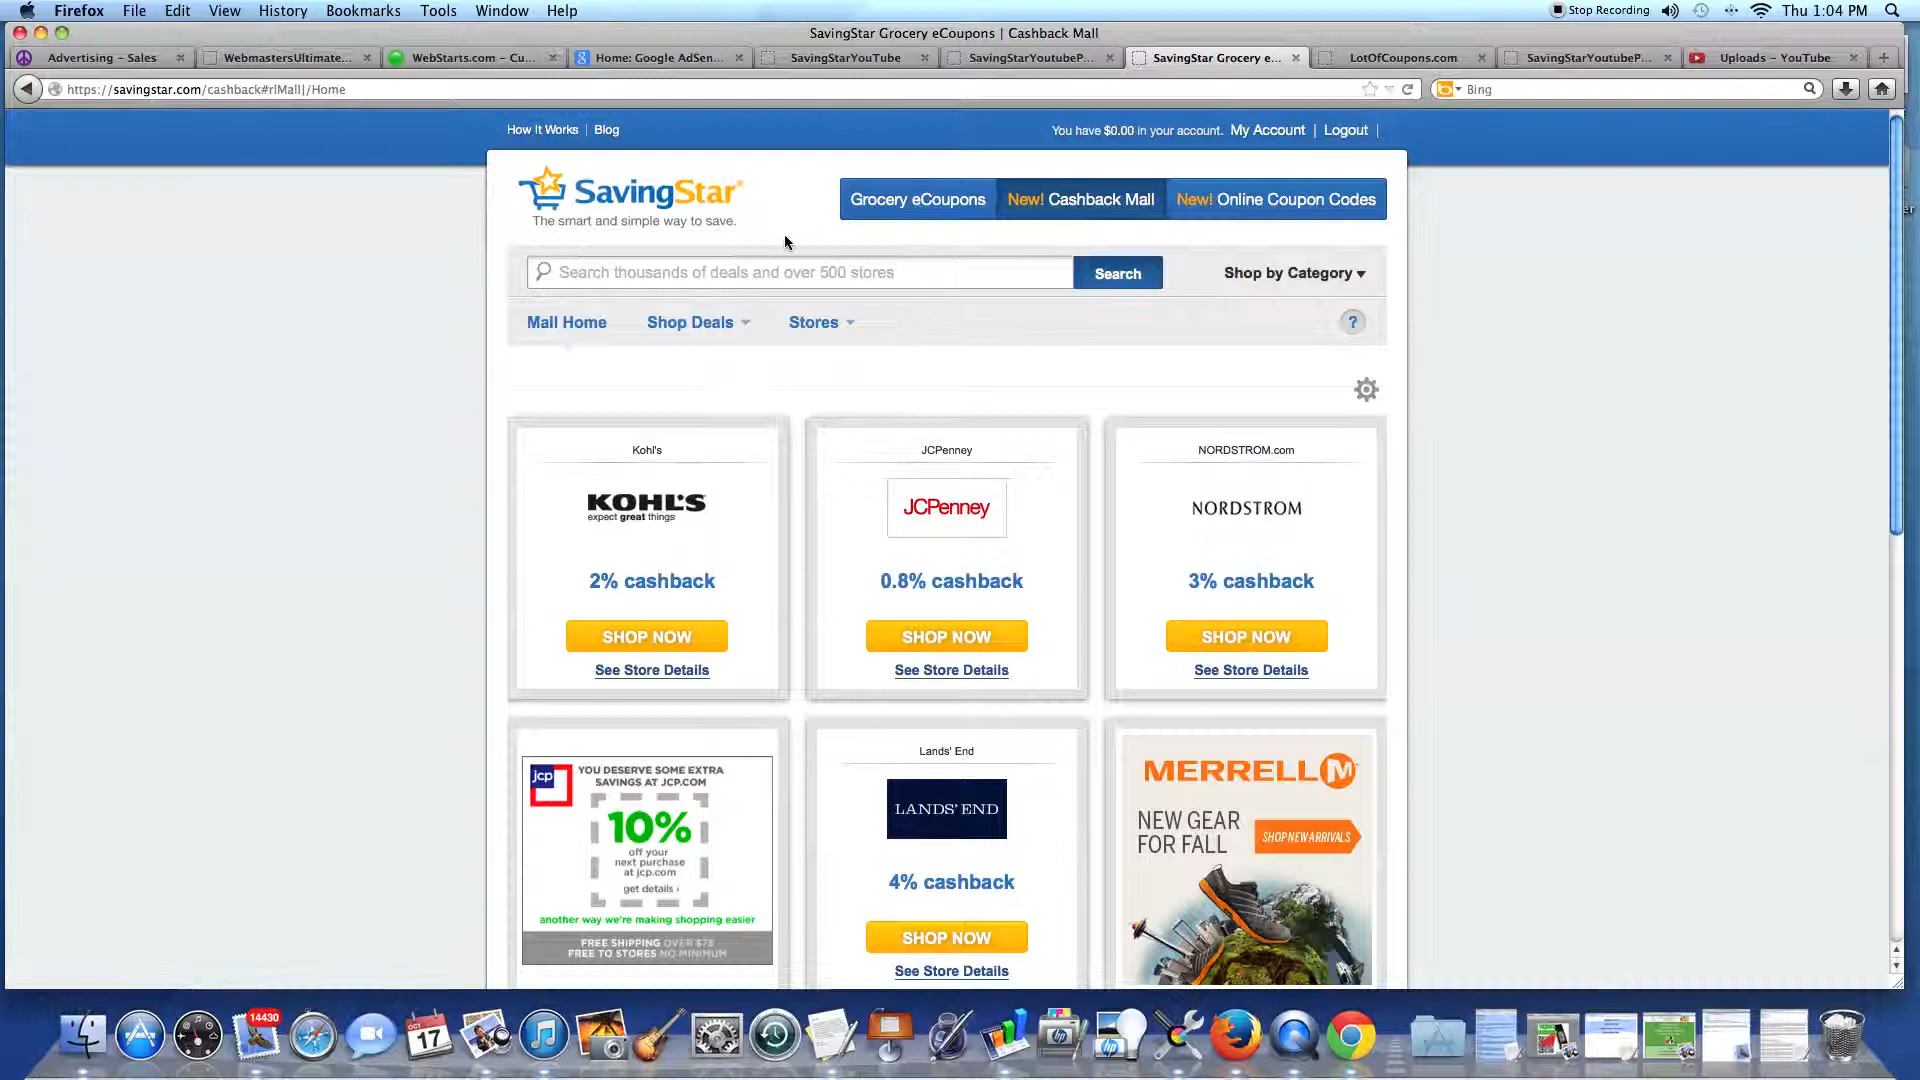 Firefox File Edit View History Bookmarks Tools Window Help Stop Recording Thu 1:04 PM
SavingStar Grocery eCoupons | Cashback Mall
Advertising - Sales WebmastersUltimate... WebStarts.com - Cu... Home: Google AdSen... SavingStarYouTube SavingStarYoutubeP... SavingStar Grocery e... LotOfCoupons.com SavingStarYoutubeP... Uploads - YouTube
https://savingstar.com/cashback#rlMall|/Home Bing
How It Works | Blog You have $0.00 in your account. My Account | Logout |
SavingStar®
The smart and simple way to save.
Grocery eCoupons New! Cashback Mall New! Online Coupon Codes
Search thousands of deals and over 500 stores Search Shop by Category
Mall Home Shop Deals Stores ?
Kohl's JCPenney NORDSTROM.com
KOHL'S JCPenney NORDSTROM
expect great things
2% cashback 0.8% cashback 3% cashback
SHOP NOW SHOP NOW SHOP NOW
See Store Details See Store Details See Store Details
jcp YOU DESERVE SOME EXTRA
SAVINGS AT JCP.COM
10%
off your
next purchase
at jcp.com
get details
another way we're making shopping easier
FREE SHIPPING OVER $75
FREE TO STORES NO MINIMUM
Lands' End
LANDS' END
4% cashback
SHOP NOW
See Store Details
MERRELL M
NEW GEAR
FOR FALL
SHOP NEW ARRIVALS
14430
OCT
17
hp
hp